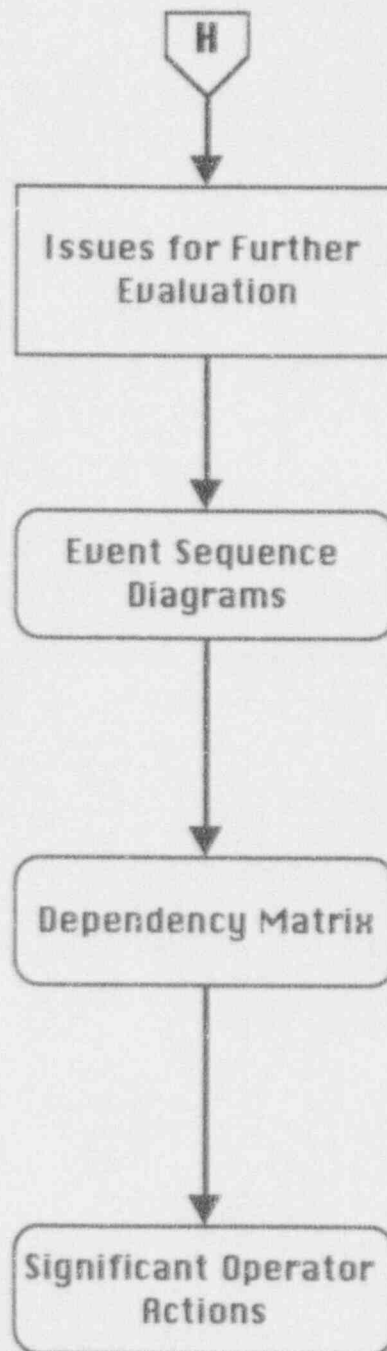 H
Issues for Further
Evaluation
Event Sequence
Diagrams
Dependency Matrix
Significant Operator
Actions